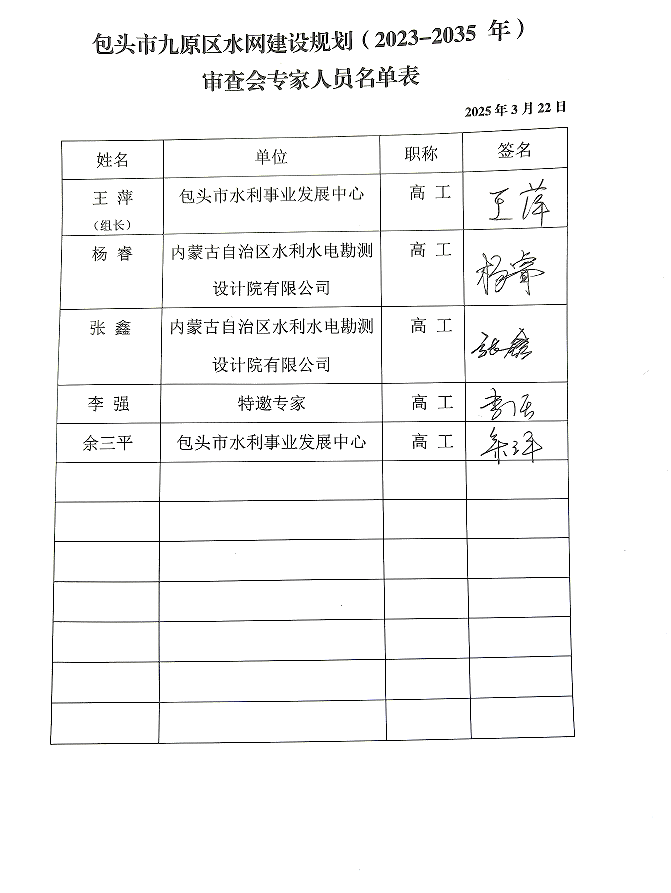 包头市九原区水网建设规划（2023-2035 年）
审查会专家人员名单表
2025 年 3 月 22 日
姓名 单位 职称 签名
王 萍 包头市水利事业发展中心 高 工 王萍
（组长）
杨 睿 内蒙古自治区水利水电勘测 高 工 杨睿
设计院有限公司
张 鑫 内蒙古自治区水利水电勘测 高 工 张鑫
设计院有限公司
李 强 特邀专家 高 工 李强
余三平 包头市水利事业发展中心 高 工 余三平